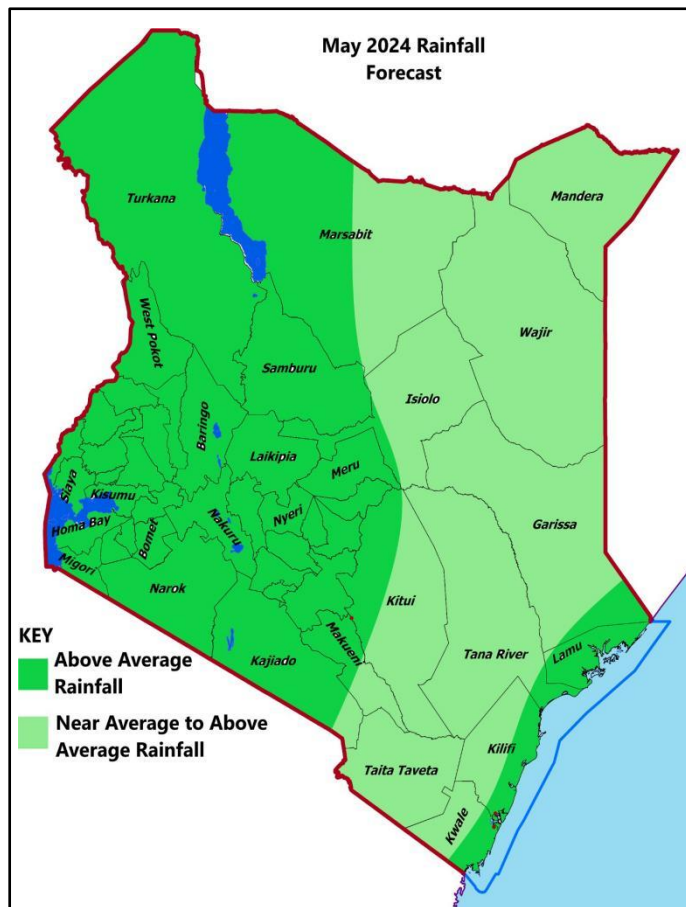 May 2024 Rainfall
Forecast
Mandera
Turkana
Marsabit
Wajir
West Pokot
Samburu
Isiolo
Baringo
Laikipia
Meru
Siaya
Kisumu
Nyeri
Garissa
Homa Bay
Bomet
Nakuru
Migori
Narok
Kitui
Makueni
Tana River
Lamu
Kajiado
Kilifi
Taita Taveta
Kwale
KEY
Above Average
Rainfall
Near Average to Above
Average Rainfall